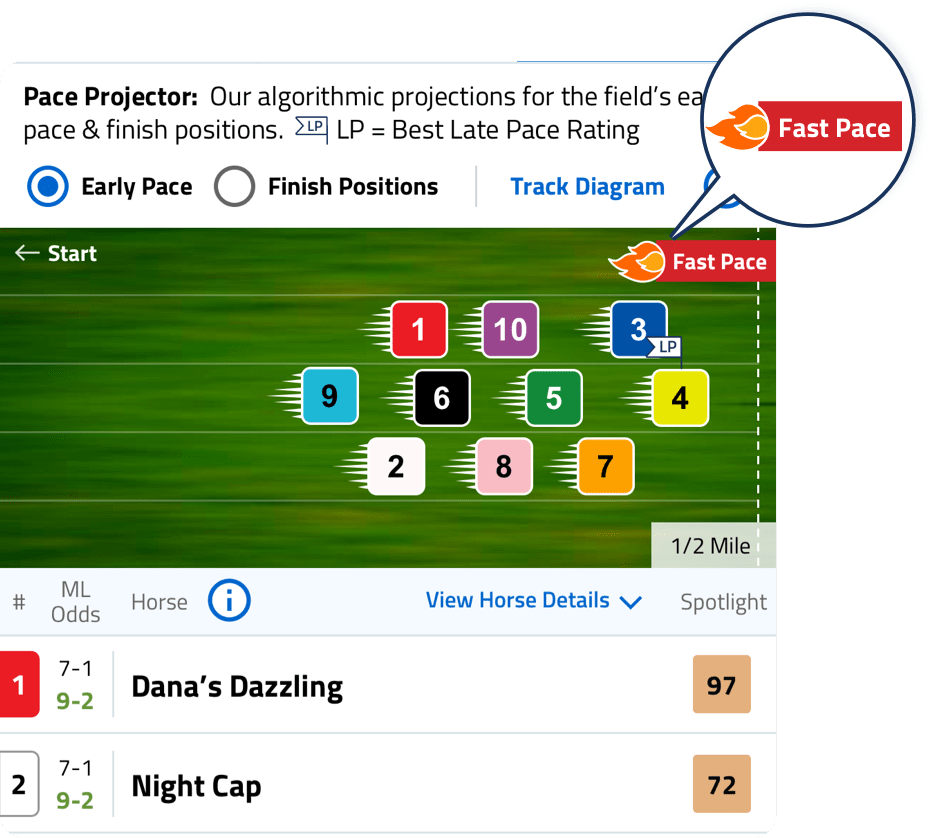 Pace Projector: Our algorithmic projections for the field's ea
pace & finish positions. LP LP = Best Late Pace Rating
Fast Pace
Early Pace Finish Positions Track Diagram
← Start
Fast Pace
1 10 3 LP
9 6 5 4
2 8 7
1/2 Mile
# ML Odds Horse i View Horse Details Spotlight
1 7-1 9-2 Dana's Dazzling 97
2 7-1 9-2 Night Cap 72